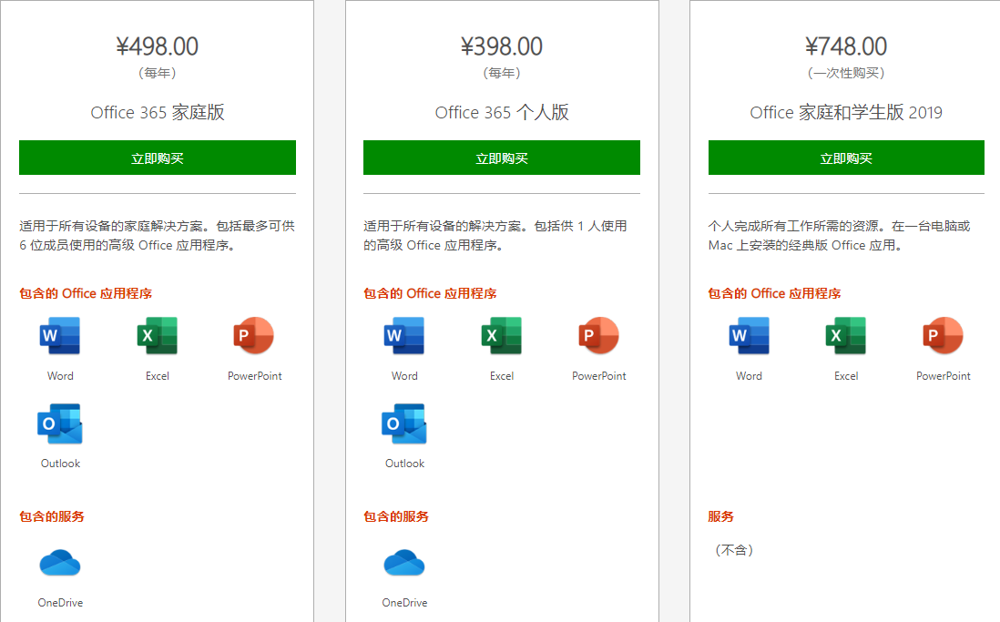 ¥498.00
（每年）
Office 365 家庭版
立即购买
适用于所有设备的家庭解决方案。包括最多可供
6 位成员使用的高级 Office 应用程序。
包含的 Office 应用程序
W
X
P
Word
Excel
PowerPoint
O
Outlook
包含的服务
OneDrive
¥398.00
（每年）
Office 365 个人版
立即购买
适用于所有设备的解决方案。包括供 1 人使用
的高级 Office 应用程序。
包含的 Office 应用程序
W
X
P
Word
Excel
PowerPoint
O
Outlook
包含的服务
OneDrive
¥748.00
（一次性购买）
Office 家庭和学生版 2019
立即购买
个人完成所有工作所需的资源。在一台电脑或
Mac 上安装的经典版 Office 应用。
包含的 Office 应用程序
W
X
P
Word
Excel
PowerPoint
服务
（不含）